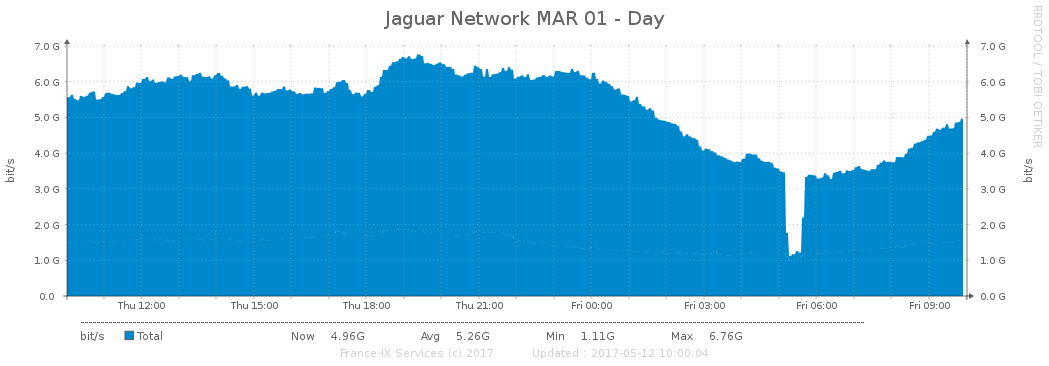 Jaguar Network MAR 01 - Day
RRDTOOL / TOBI OETIKER
bit/s
7.0 G 7.0 G
6.0 G 6.0 G
5.0 G 5.0 G
4.0 G 4.0 G
3.0 G 3.0 G
2.0 G 2.0 G
1.0 G 1.0 G
0.0 0.0 G
bit/s
Thu 12:00 Thu 15:00 Thu 18:00 Thu 21:00 Fri 00:00 Fri 03:00 Fri 06:00 Fri 09:00
bit/s Total Now 4.96G Avg 5.26G Min 1.11G Max 6.76G
France-IX Services (c) 2017 Updated : 2017-05-12 10:00:04